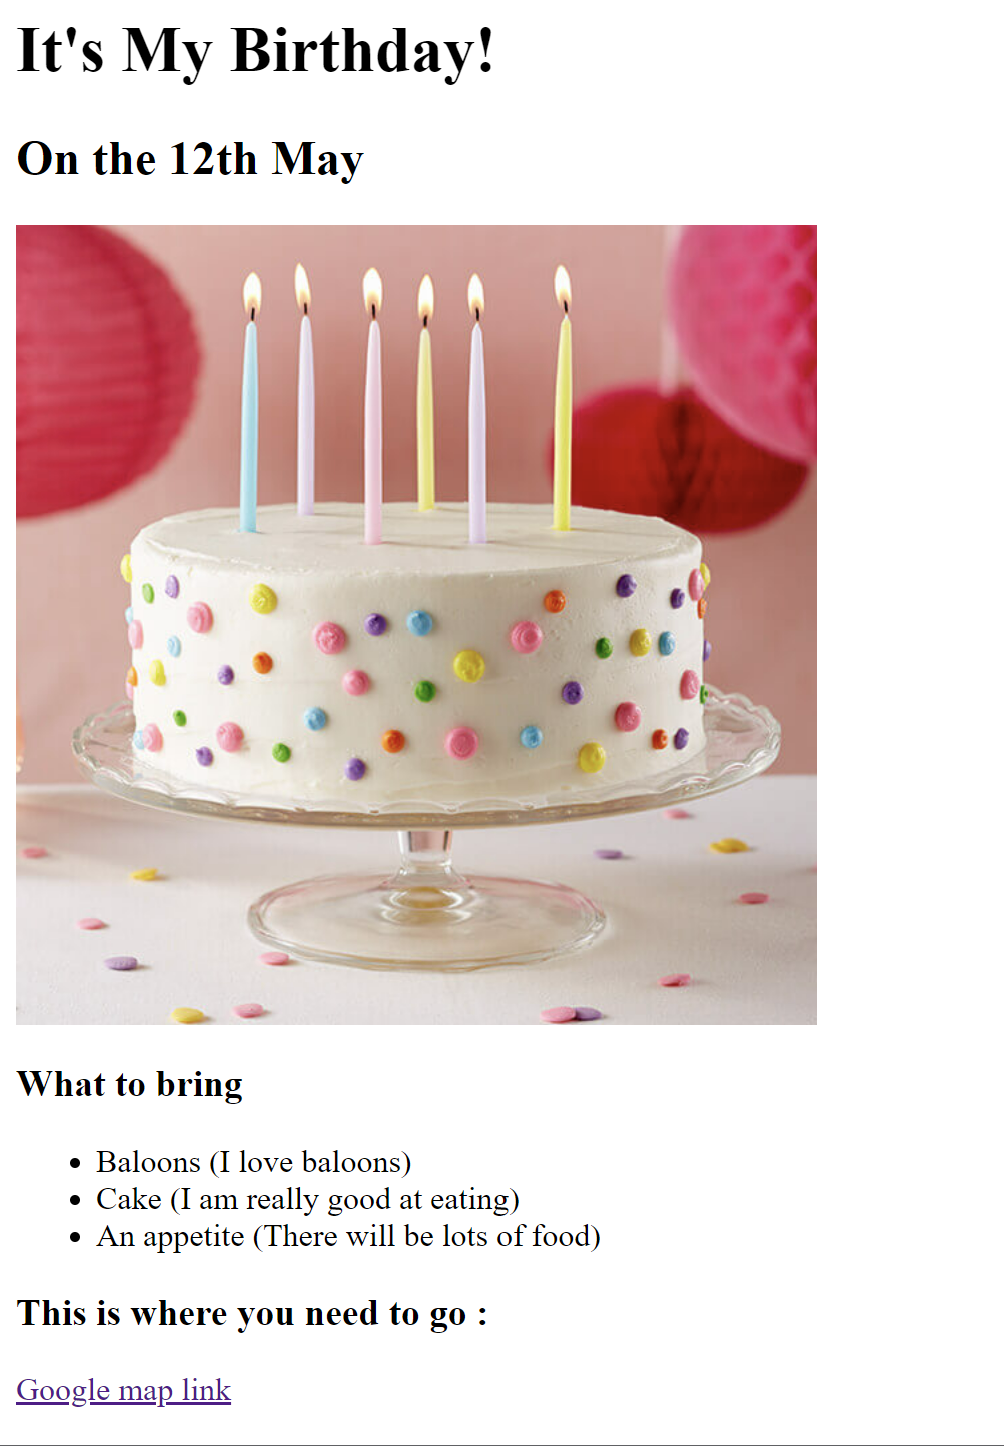 It's My Birthday!
On the 12th May
What to bring
Baloons (I love baloons)
Cake (I am really good at eating)
An appetite (There will be lots of food)
This is where you need to go :
Google map link